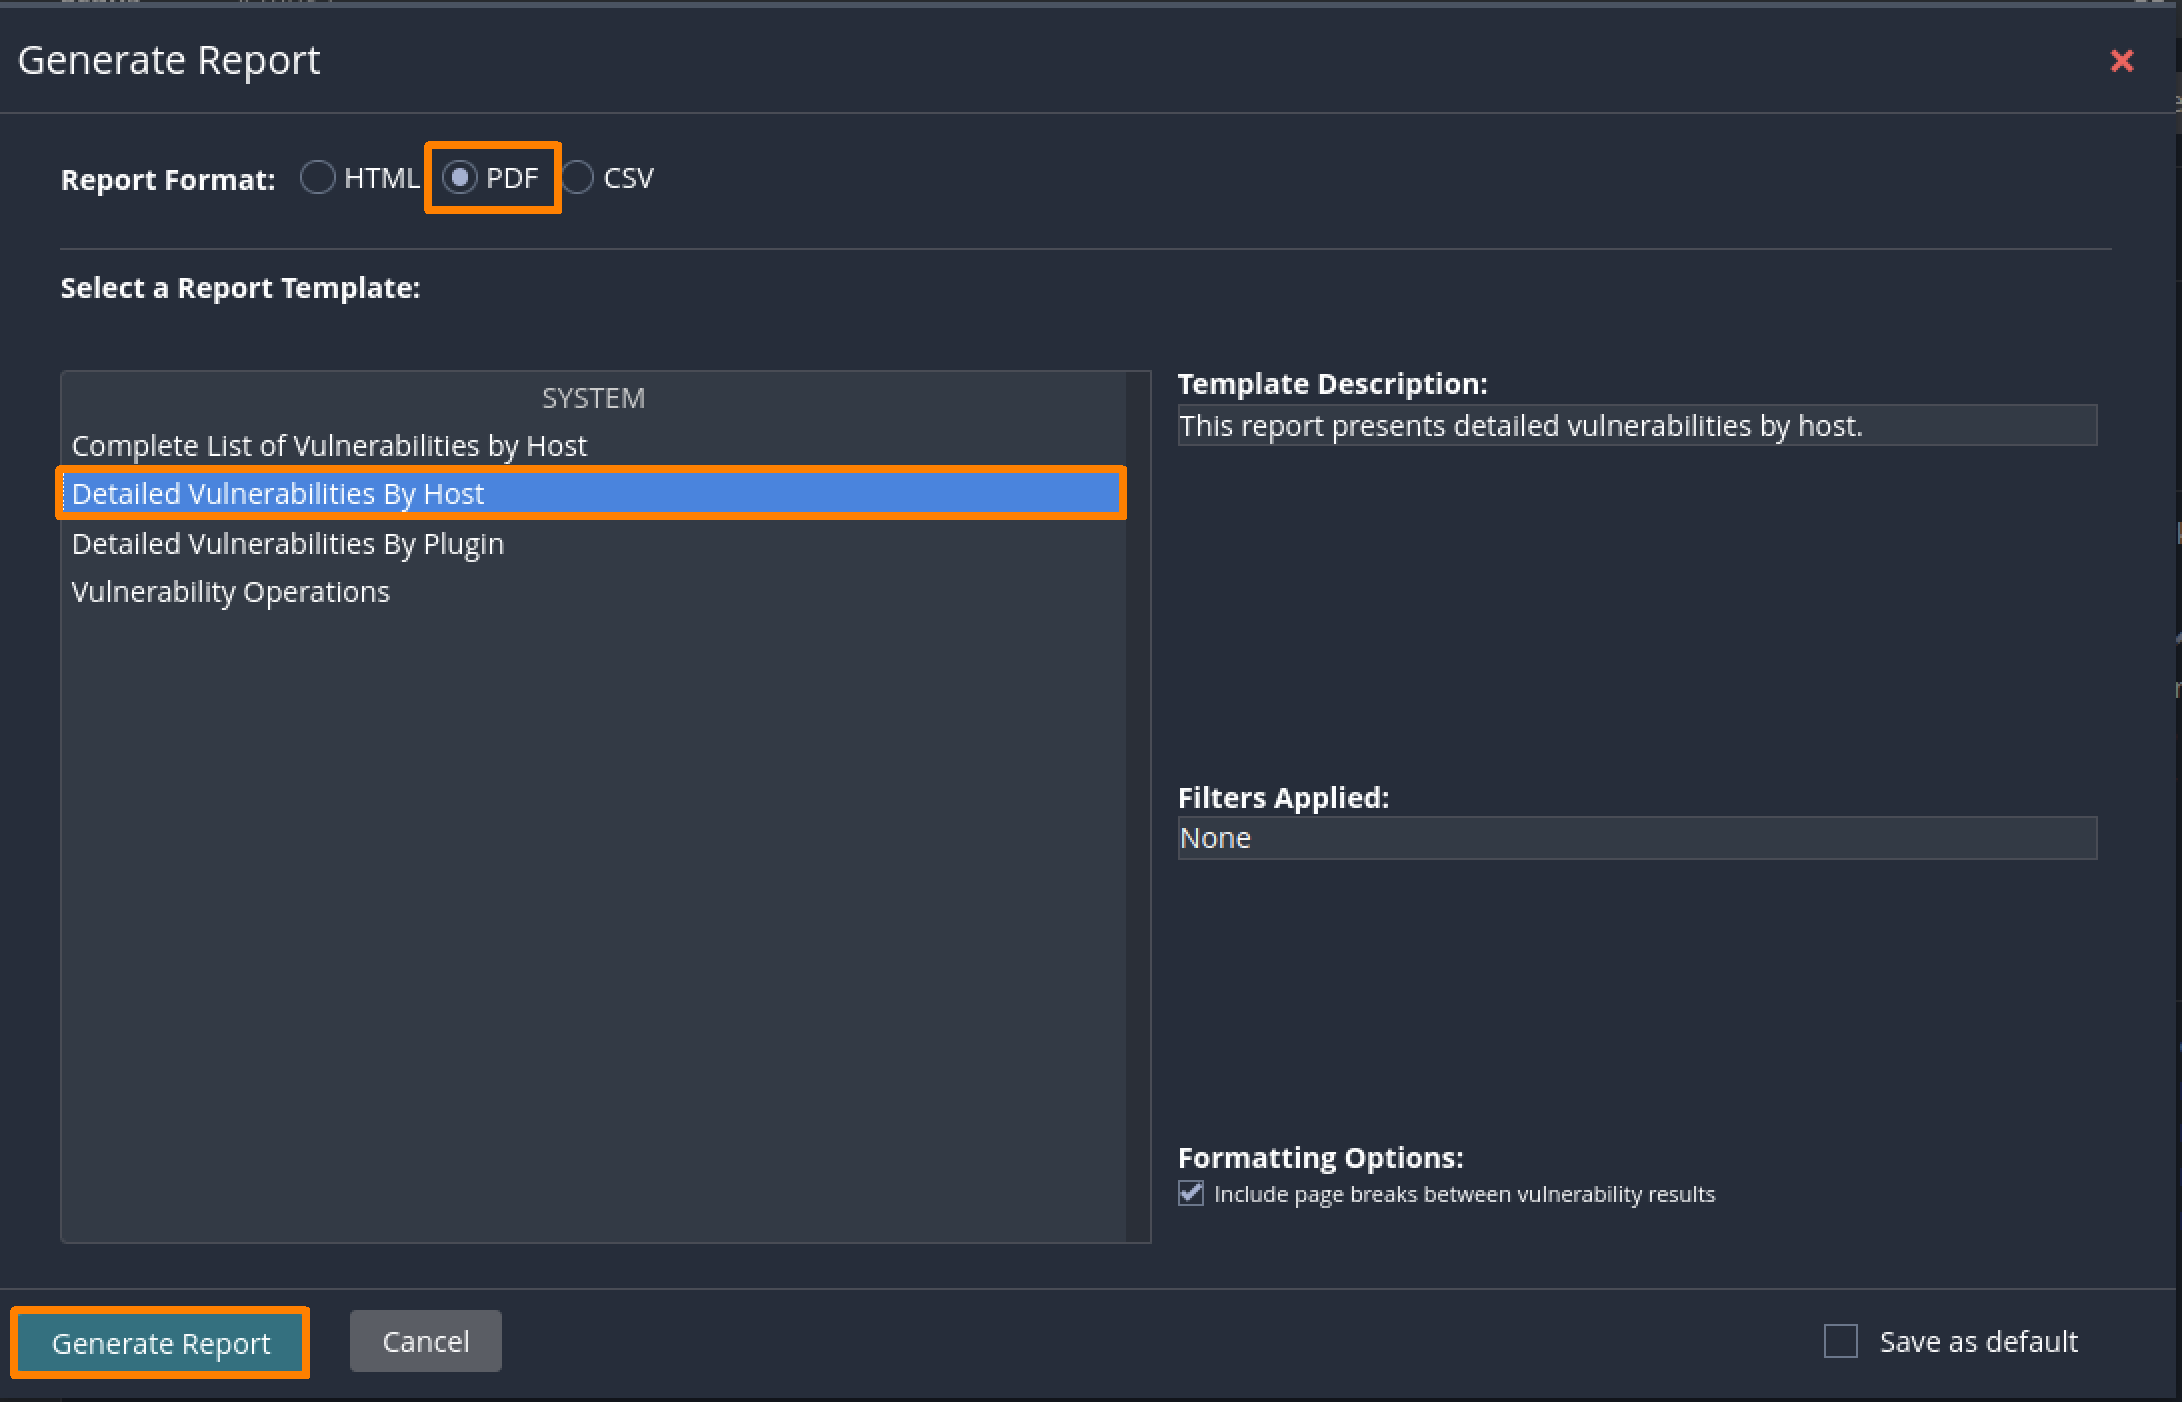 Generate Report
Report Format: HTML PDF CSV
Select a Report Template:
SYSTEM
Complete List of Vulnerabilities by Host
Detailed Vulnerabilities By Host
Detailed Vulnerabilities By Plugin
Vulnerability Operations
Template Description:
This report presents detailed vulnerabilities by host.
Filters Applied:
None
Formatting Options:
Include page breaks between vulnerability results
Generate Report
Cancel
Save as default